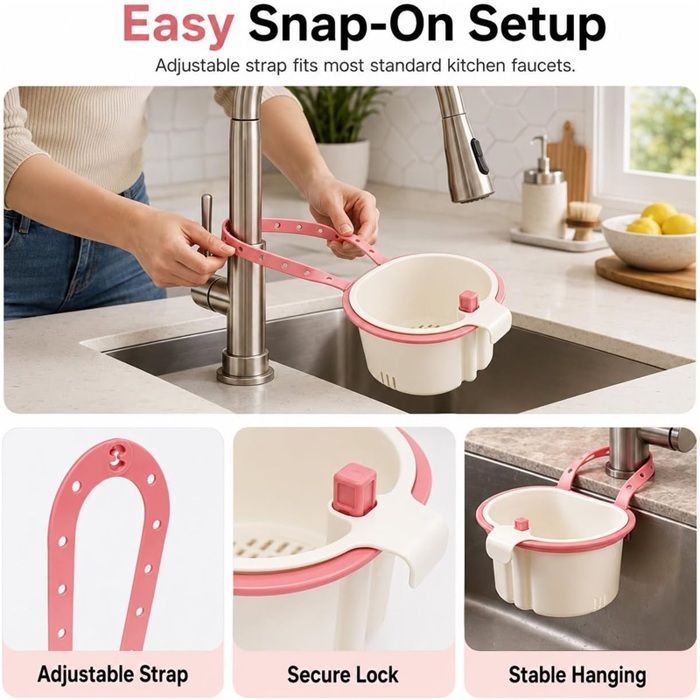 Easy Snap-On Setup
Adjustable strap fits most standard kitchen faucets.
Adjustable Strap
Secure Lock
Stable Hanging